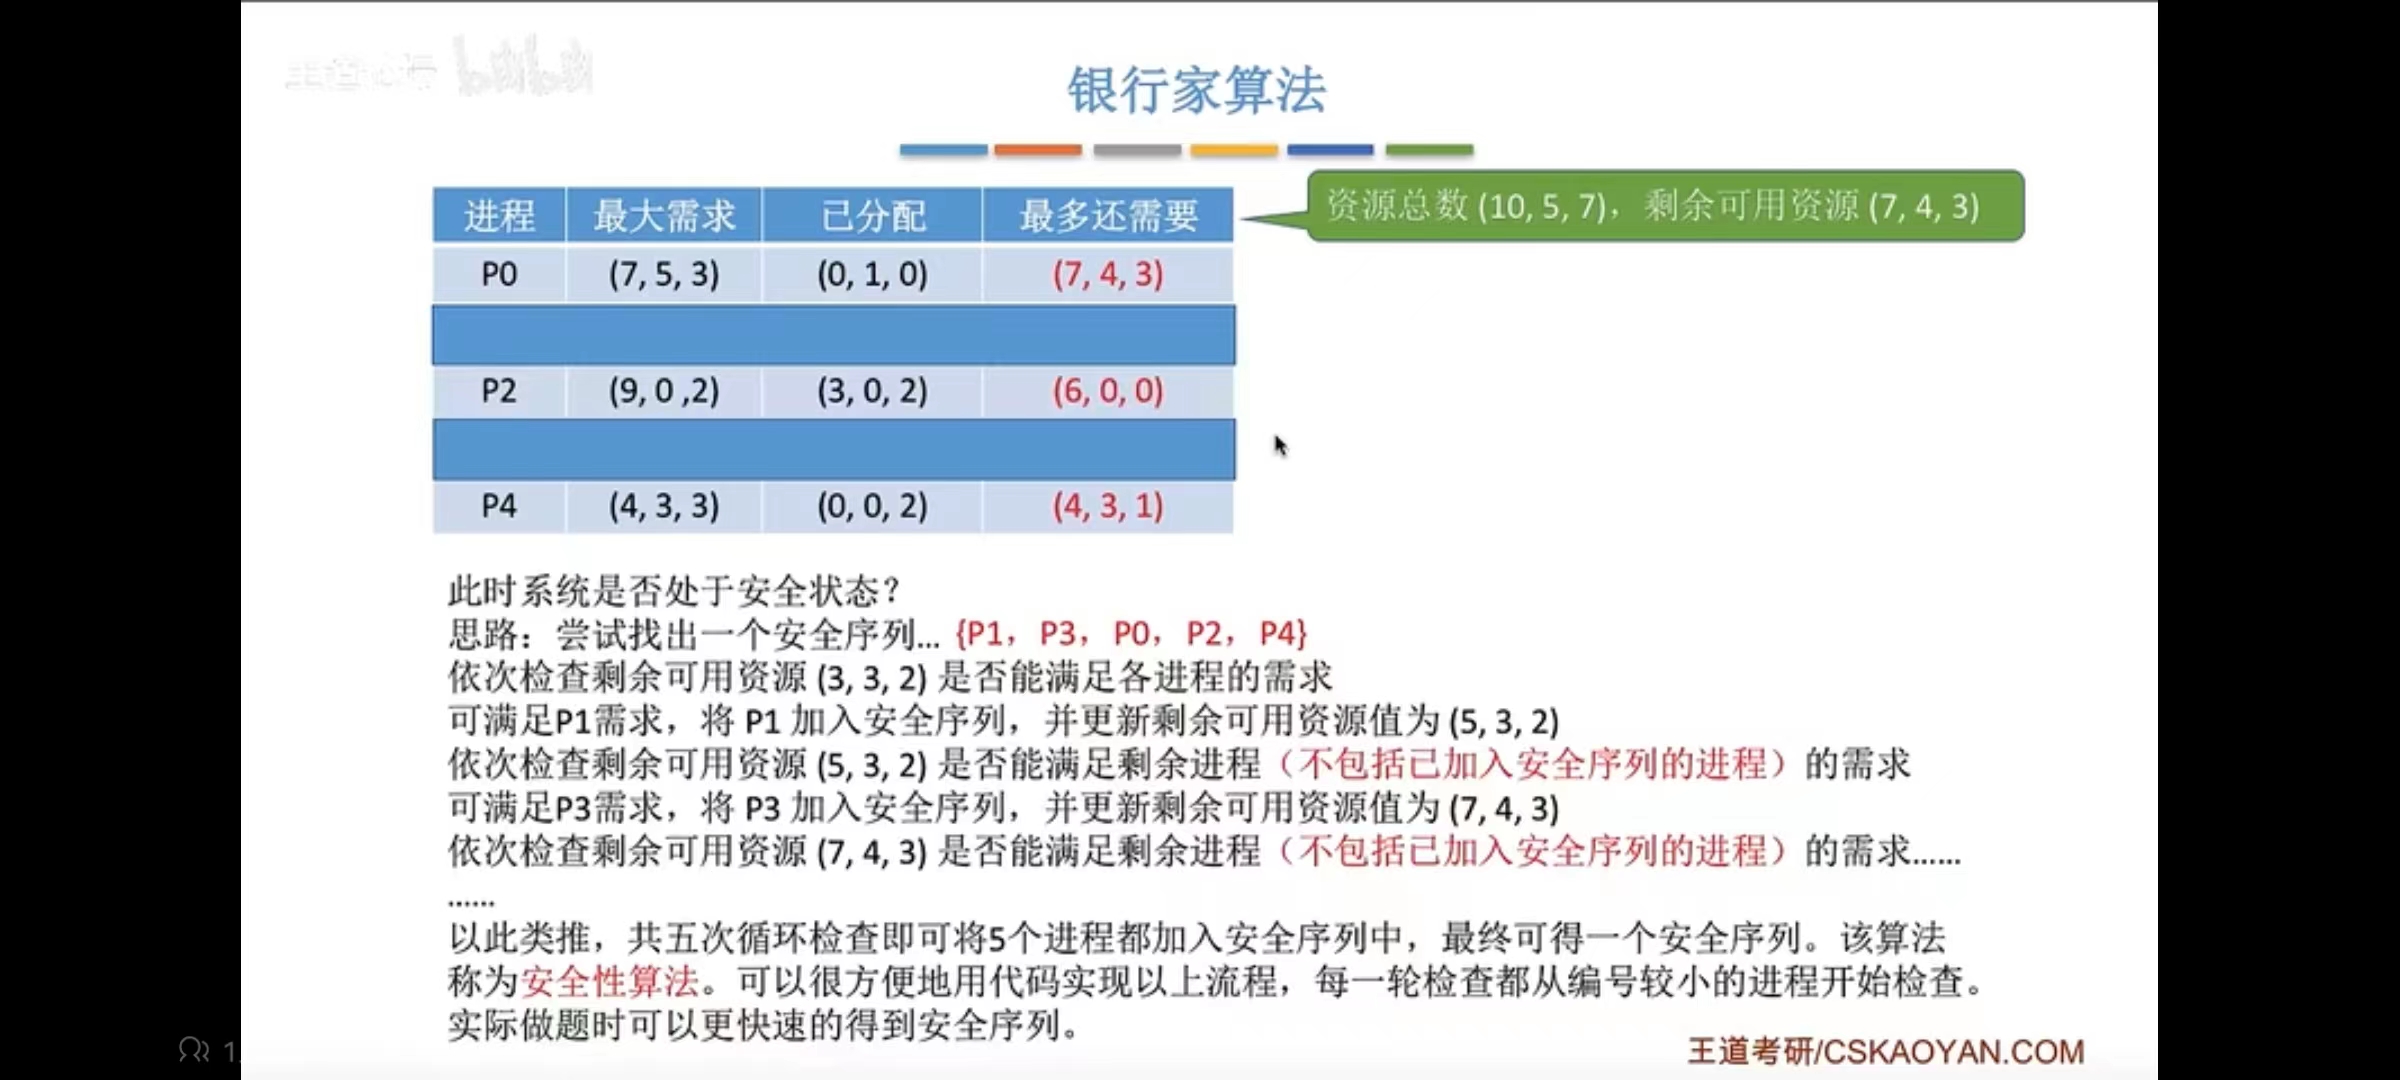 银行家算法
资源总数 (10, 5, 7)，剩余可用资源 (7, 4, 3)
进程 最大需求 已分配 最多还需要
P0 (7, 5, 3) (0, 1, 0) (7, 4, 3)
P2 (9, 0 ,2) (3, 0, 2) (6, 0, 0)
P4 (4, 3, 3) (0, 0, 2) (4, 3, 1)
此时系统是否处于安全状态？
思路：尝试找出一个安全序列... {P1，P3，P0，P2，P4}
依次检查剩余可用资源 (3, 3, 2) 是否能满足各进程的需求
可满足P1需求，将 P1 加入安全序列，并更新剩余可用资源值为 (5, 3, 2)
依次检查剩余可用资源 (5, 3, 2) 是否能满足剩余进程（不包括已加入安全序列的进程）的需求
可满足P3需求，将 P3 加入安全序列，并更新剩余可用资源值为 (7, 4, 3)
依次检查剩余可用资源 (7, 4, 3) 是否能满足剩余进程（不包括已加入安全序列的进程）的需求......
......
以此类推，共五次循环检查即可将5个进程都加入安全序列中，最终可得一个安全序列。该算法
称为安全性算法。可以很方便地用代码实现以上流程，每一轮检查都从编号较小的进程开始检查。
实际做题时可以更快速的得到安全序列。
王道考研/CSKAOYAN.COM